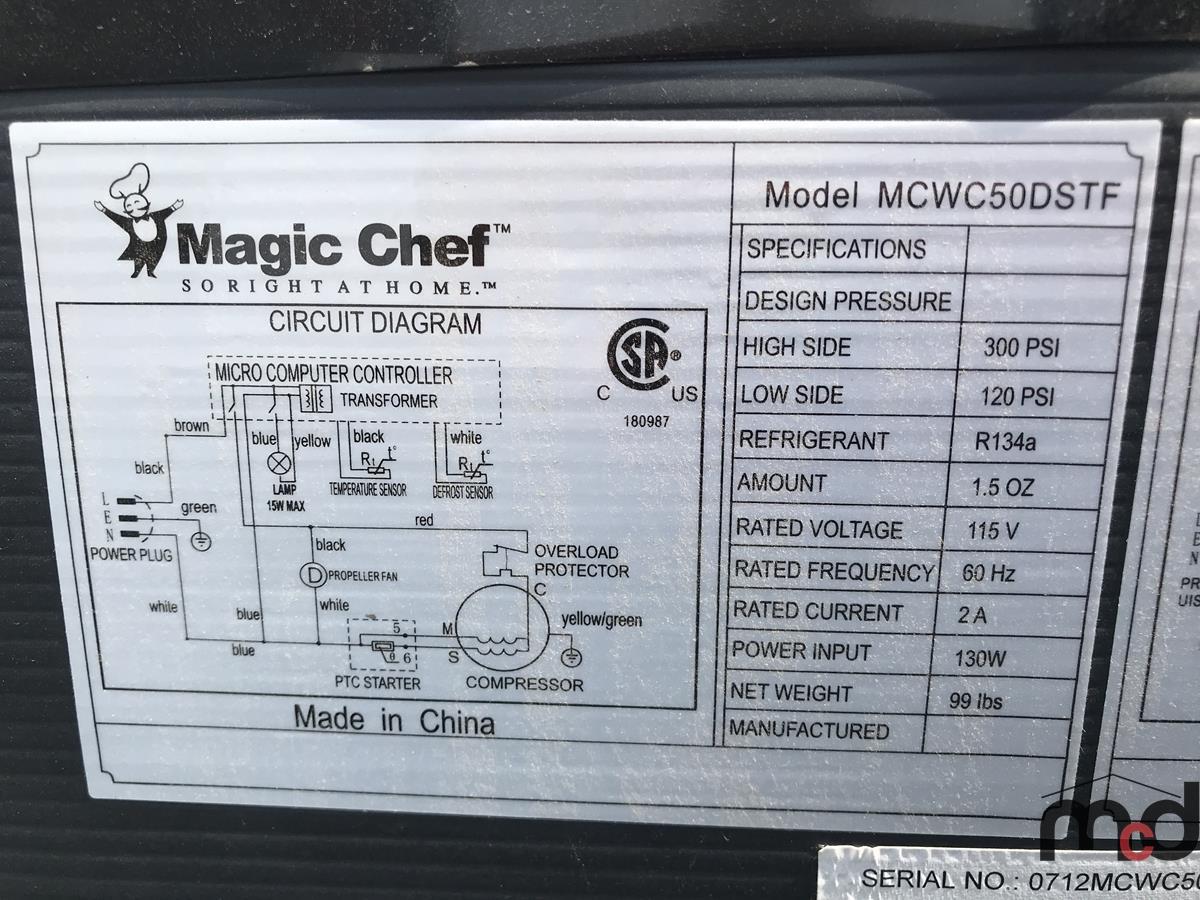 Magic Chef™
SO RIGHT AT HOME.™
CIRCUIT DIAGRAM
MICRO COMPUTER CONTROLLER
TRANSFORMER
brown
blue
yellow
black
white
R t°
R t°
LAMP
15W MAX
TEMPERATURE SENSOR
DEFROST SENSOR
black
L
E
N
green
POWER PLUG
red
black
OVERLOAD
PROTECTOR
D
PROPELLER FAN
C
white
blue
white
yellow/green
5
M
blue
θ 6
S
PTC STARTER
COMPRESSOR
SA®
C US
180987
Made in China
Model MCWC50DSTF
SPECIFICATIONS
DESIGN PRESSURE
HIGH SIDE 300 PSI
LOW SIDE 120 PSI
REFRIGERANT R134a
AMOUNT 1.5 OZ
RATED VOLTAGE 115 V
RATED FREQUENCY 60 Hz
RATED CURRENT 2 A
POWER INPUT 130W
NET WEIGHT 99 lbs
MANUFACTURED
E
N
PR
UIS
mcd
SERIAL NO.: 0712MCWC50